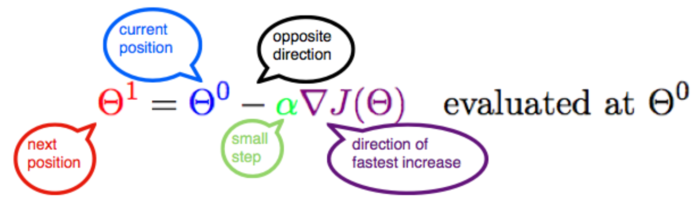 current
position
opposite
direction
Θ¹ = Θ⁰ − α∇J(Θ) evaluated at Θ⁰
next
position
small
step
direction of
fastest increase